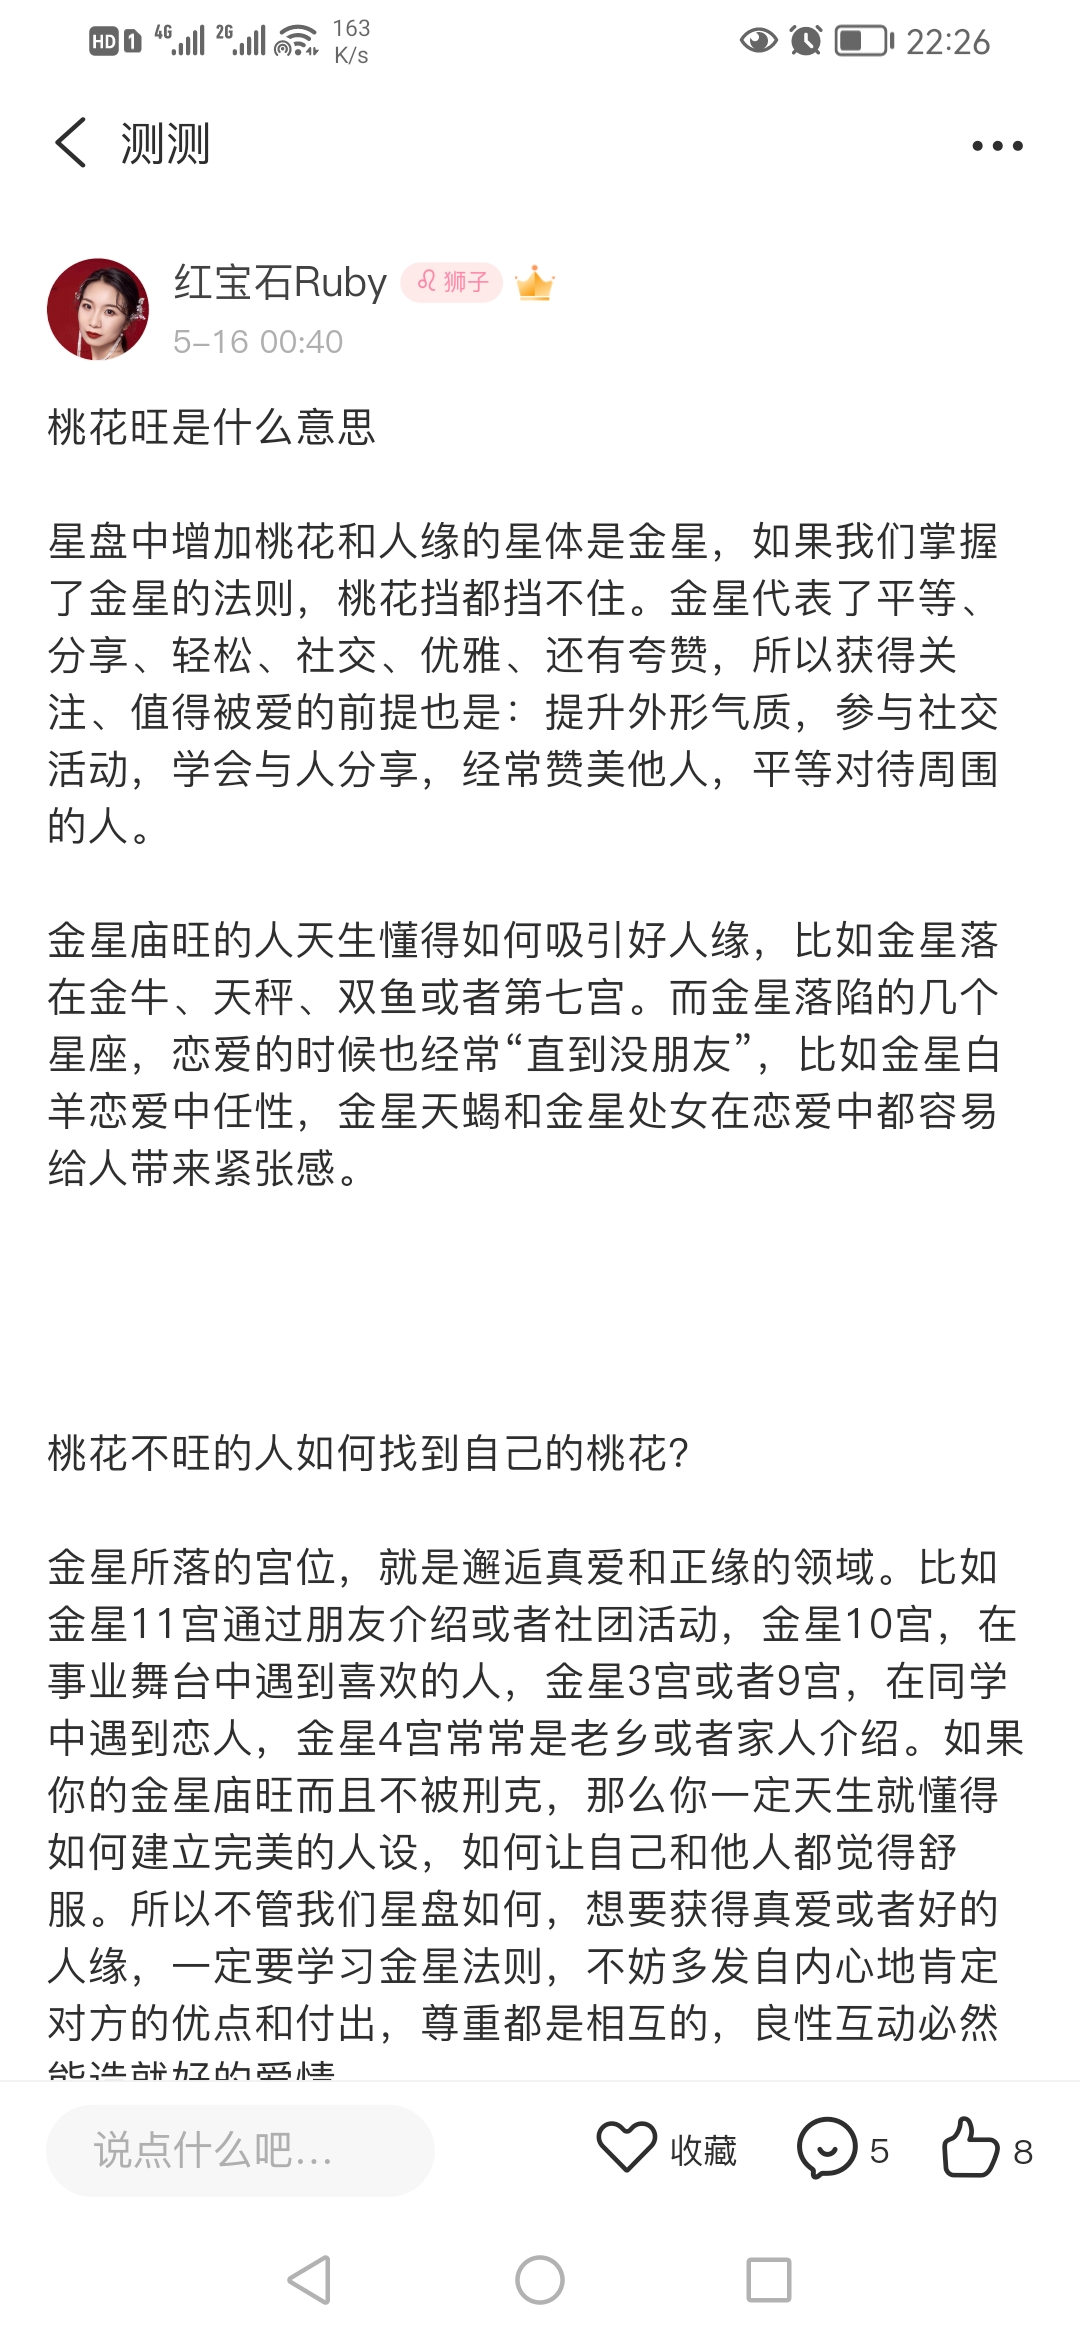 HD 1 4G 2G 163 K/s 22:26
测测
红宝石Ruby 狮子
5-16 00:40
桃花旺是什么意思
星盘中增加桃花和人缘的星体是金星，如果我们掌握
了金星的法则，桃花挡都挡不住。金星代表了平等、
分享、轻松、社交、优雅、还有夸赞，所以获得关
注、值得被爱的前提也是：提升外形气质，参与社交
活动，学会与人分享，经常赞美他人，平等对待周围
的人。
金星庙旺的人天生懂得如何吸引好人缘，比如金星落
在金牛、天秤、双鱼或者第七宫。而金星落陷的几个
星座，恋爱的时候也经常“直到没朋友”，比如金星白
羊恋爱中任性，金星天蝎和金星处女在恋爱中都容易
给人带来紧张感。
桃花不旺的人如何找到自己的桃花?
金星所落的宫位，就是邂逅真爱和正缘的领域。比如
金星11宫通过朋友介绍或者社团活动，金星10宫，在
事业舞台中遇到喜欢的人，金星3宫或者9宫，在同学
中遇到恋人，金星4宫常常是老乡或者家人介绍。如果
你的金星庙旺而且不被刑克，那么你一定天生就懂得
如何建立完美的人设，如何让自己和他人都觉得舒
服。所以不管我们星盘如何，想要获得真爱或者好的
人缘，一定要学习金星法则，不妨多发自内心地肯定
对方的优点和付出，尊重都是相互的，良性互动必然
能造就好的爱情
说点什么吧... 收藏 5 8